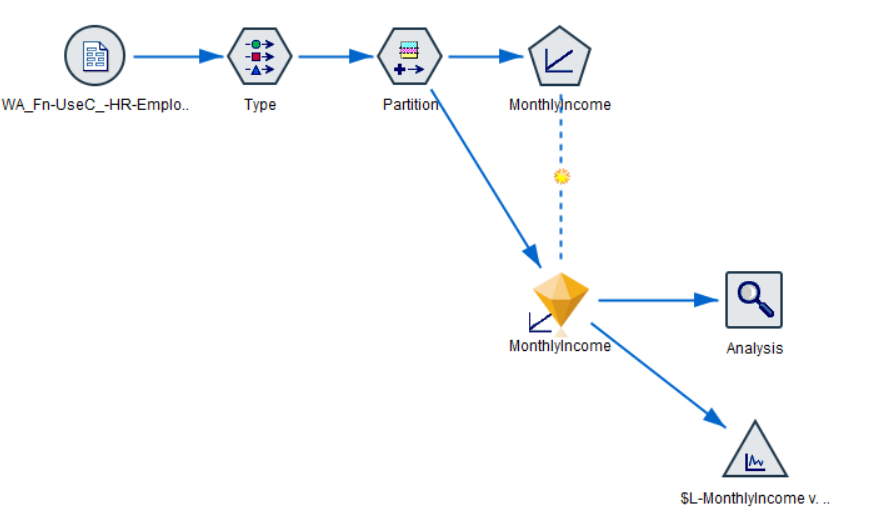 WA_Fn-UseC_-HR-Emplo..
Type
Partition
MonthlyIncome
MonthlyIncome
Analysis
$L-MonthlyIncome v. ..